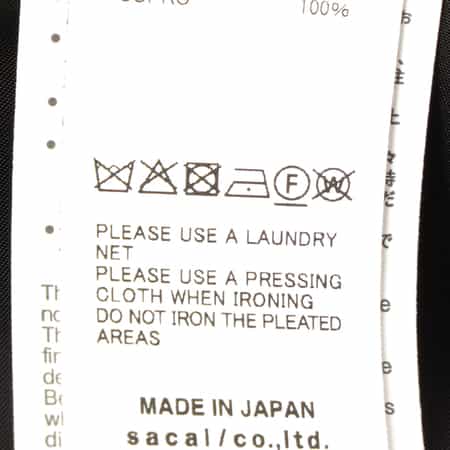 100%
F
W
PLEASE USE A LAUNDRY
NET
PLEASE USE A PRESSING
CLOTH WHEN IRONING
DO NOT IRON THE PLEATED
AREAS
MADE IN JAPAN
sacai/co.,ltd.